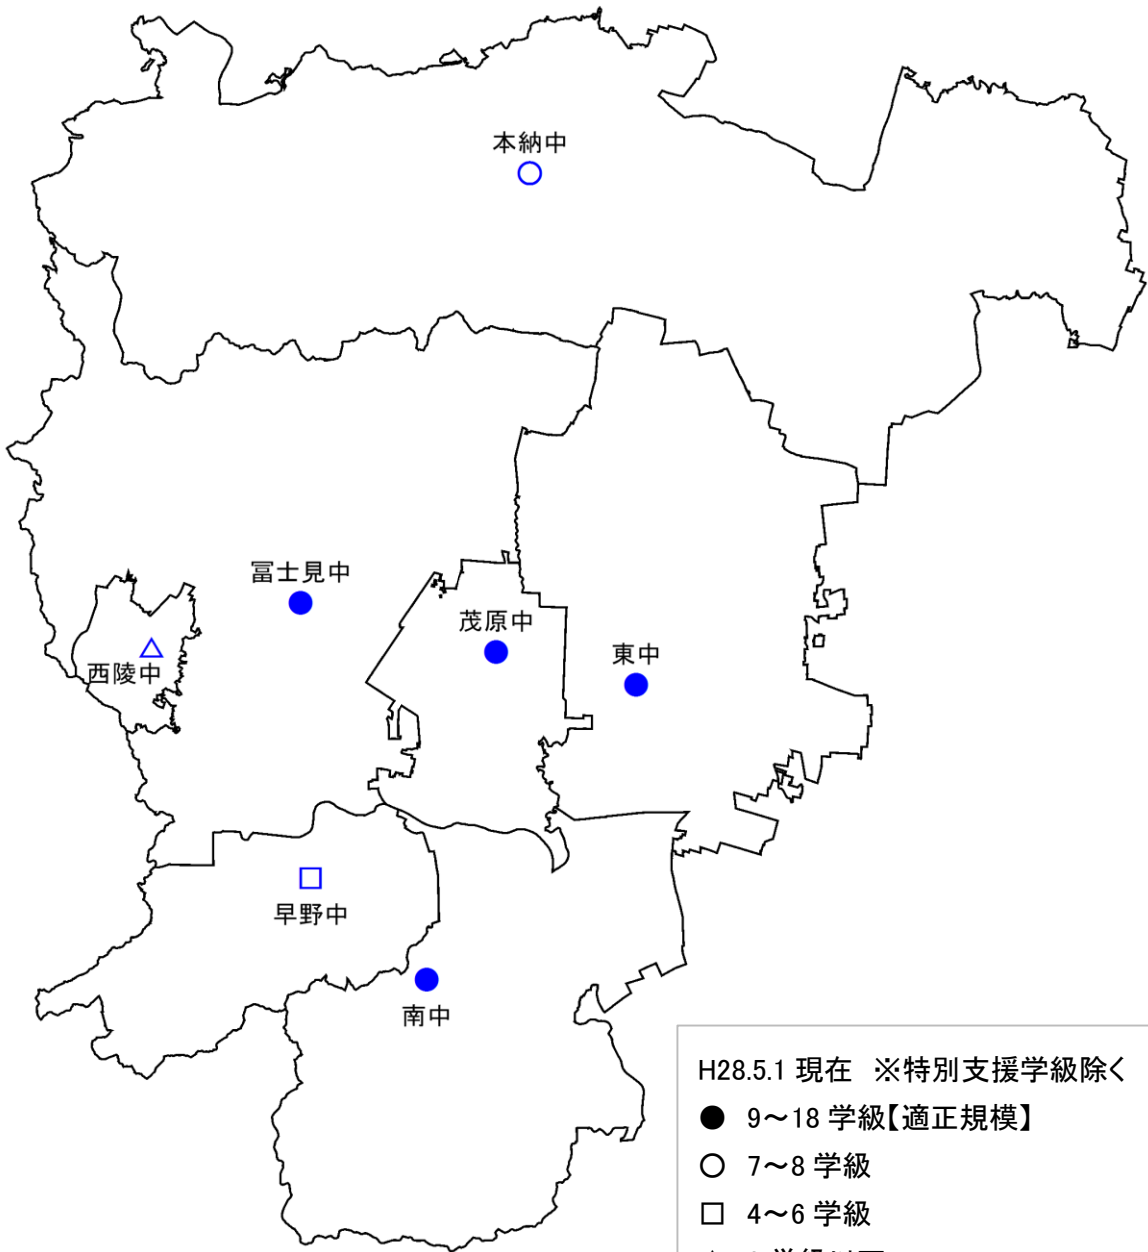 本納中
冨士見中
茂原中
東中
西陵中
早野中
南中
H28.5.1 現在 ※特別支援学級除く
● 9～18 学級【適正規模】
○ 7～8 学級
□ 4～6 学級